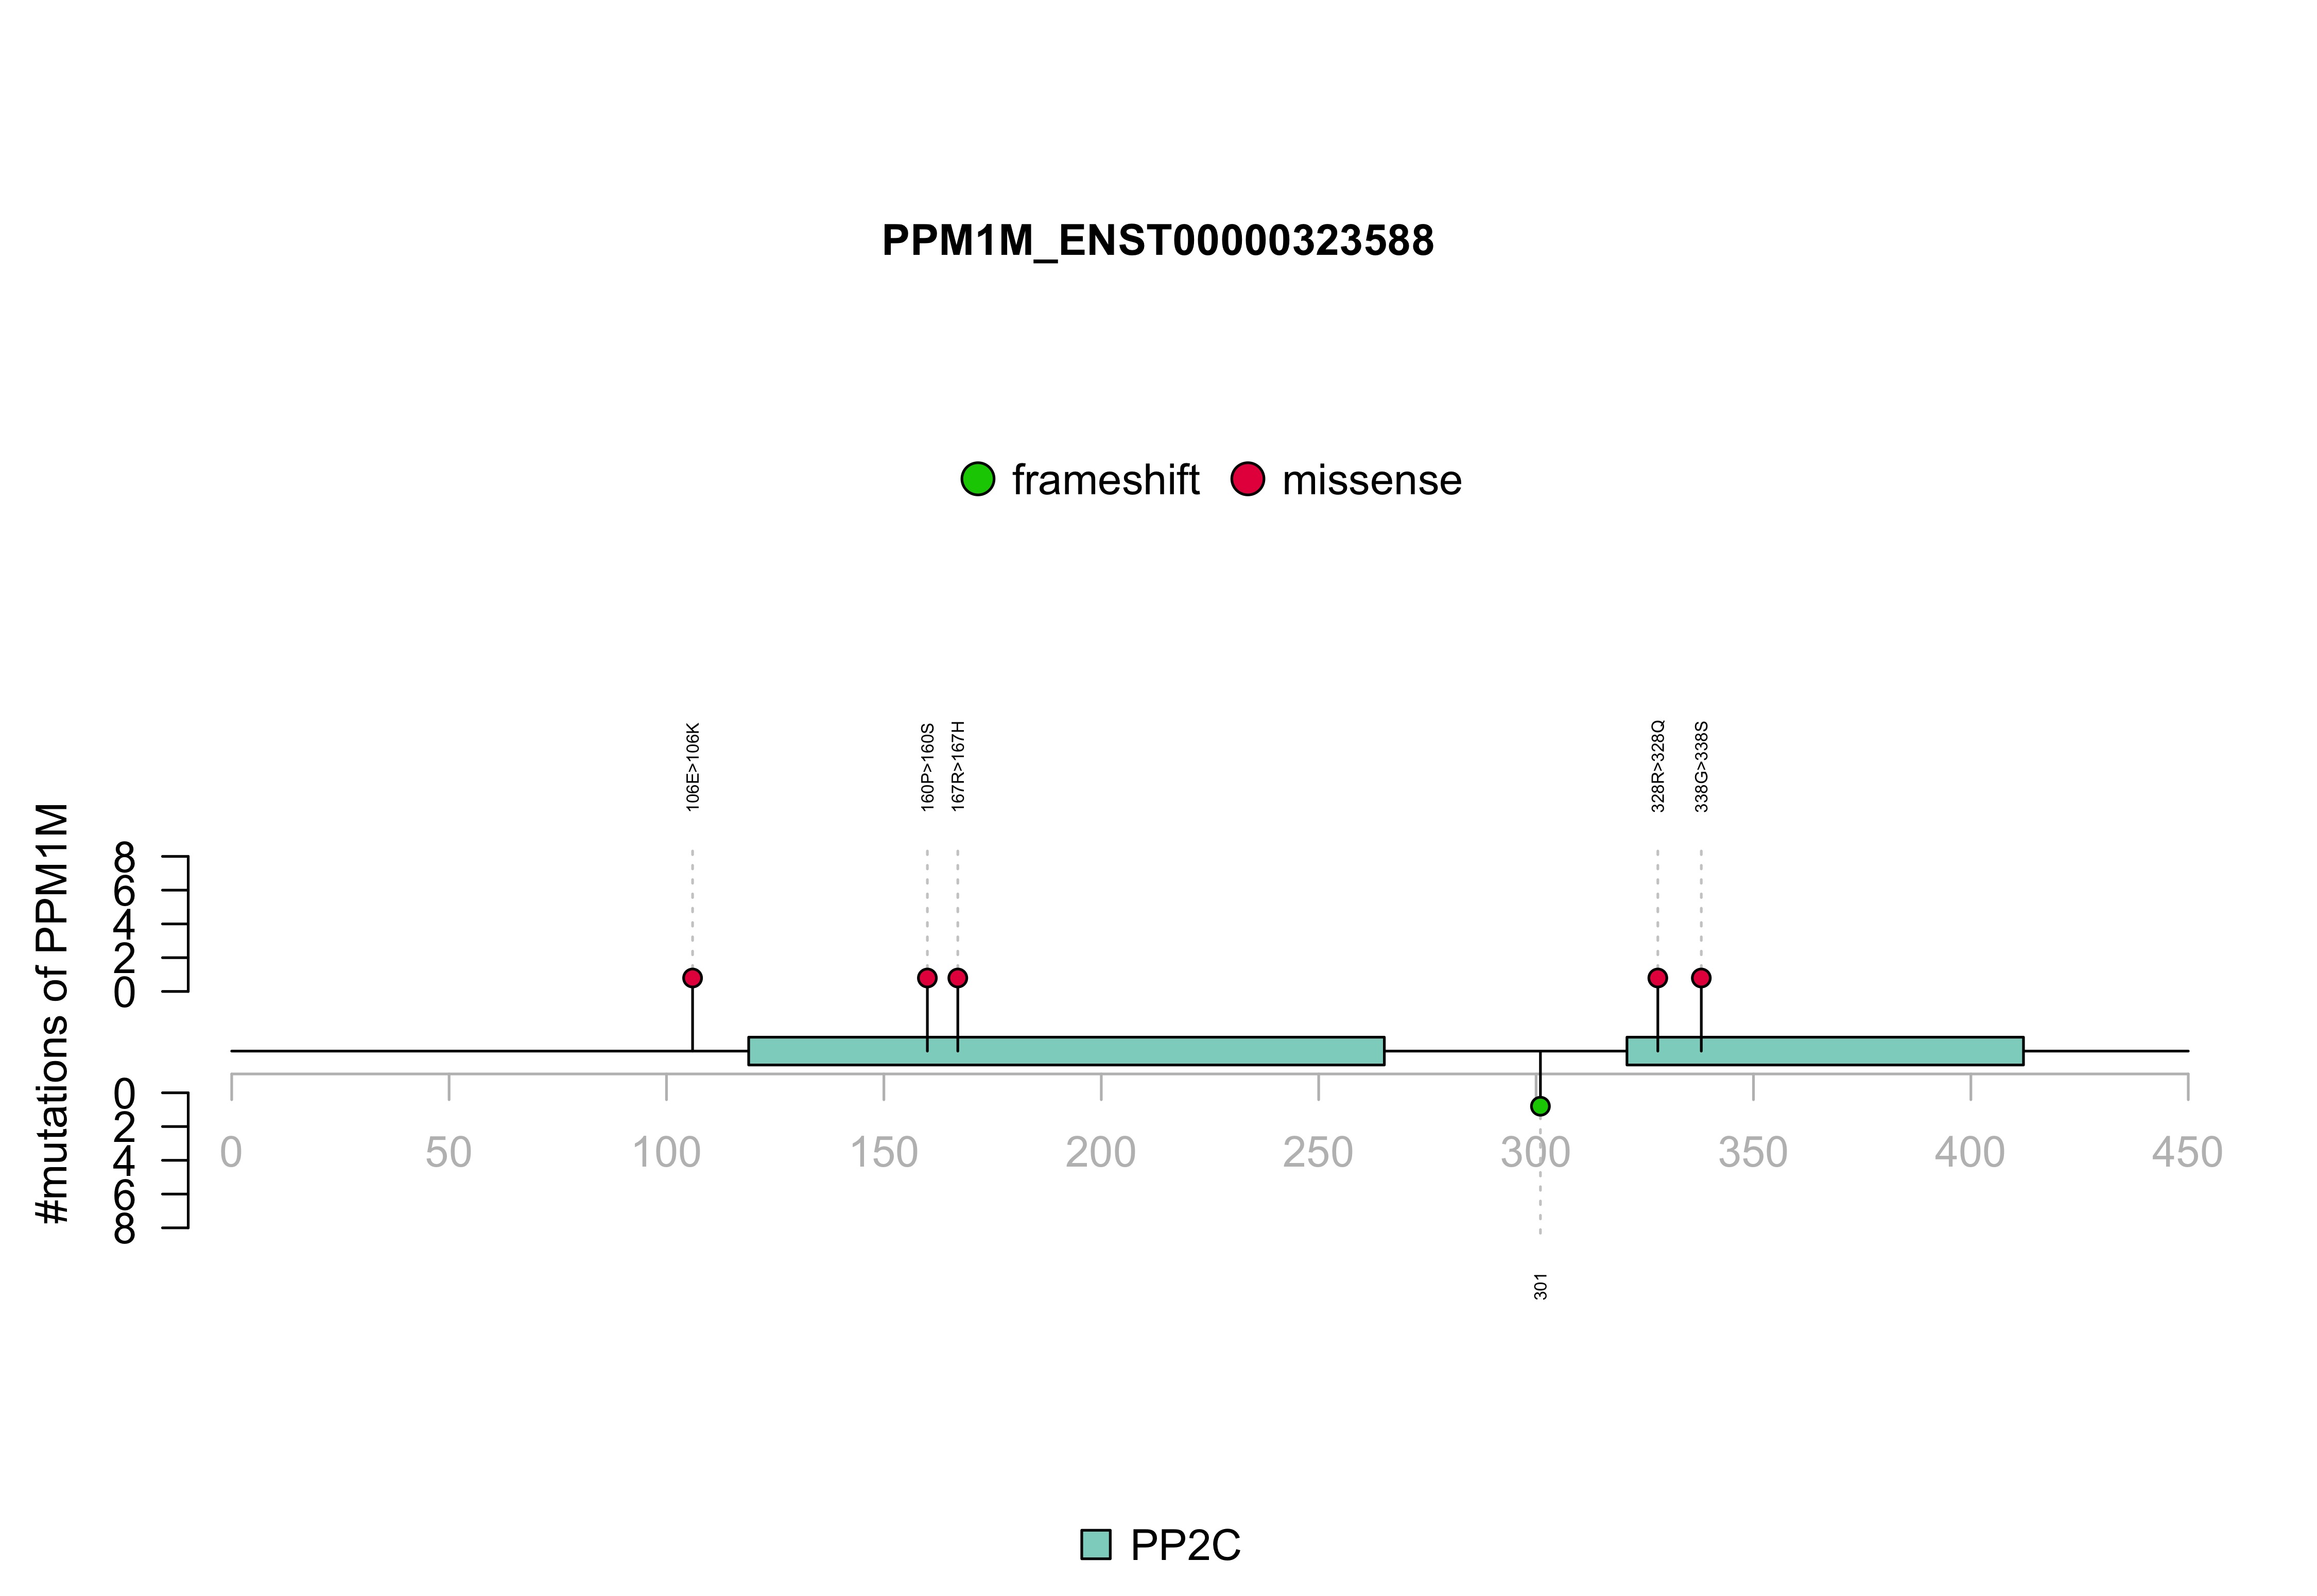 PPM1M_ENST00000323588
frameshift missense
106E>106K
160P>160S
167R>167H
328R>328Q
338G>338S
#mutations of PPM1M
8
6
4
2
0
0
2
4
6
8
0 50 100 150 200 250 300 350 400 450
301
PP2C